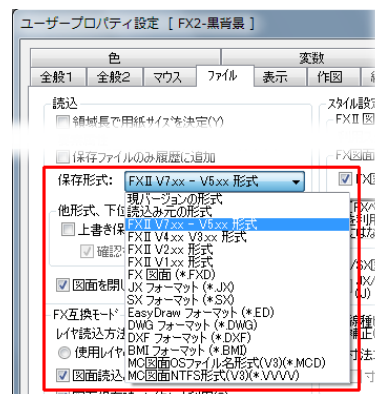 ユーザープロパティ設定 [ FX2-黒背景 ]
色 変数
全般1 全般2 マウス ファイル 表示 作図
読込
領域長で用紙サイズを決定(Y)
スタイル設
FXⅡ 図
保存ファイルのみ履歴に追加
FX図面
保存形式: FXⅡ V7.xx - V5.xx 形式
現バージョンの形式
他形式、下位 読込み元の形式
FXⅡ V7.xx - V5.xx 形式
上書き保 FXⅡ V4.xx V3.xx 形式
確認 FXⅡ V2.xx 形式
FXⅡ V1.xx 形式
FX 図面 (*.FXD)
図面を開 JX フォーマット (*.JX)
SX フォーマット (*.SX)
FX互換モード EasyDraw フォーマット (*.ED)
レイヤ読込方法 DWG フォーマット (*.DWG)
DXF フォーマット (*.DXF)
使用レイヤ BMI フォーマット (*.BMI)
MC図面OSファイル名形式(V3)(*.MCD)
図面読込 MC図面NTFS形式(V3)(*.VVVV)